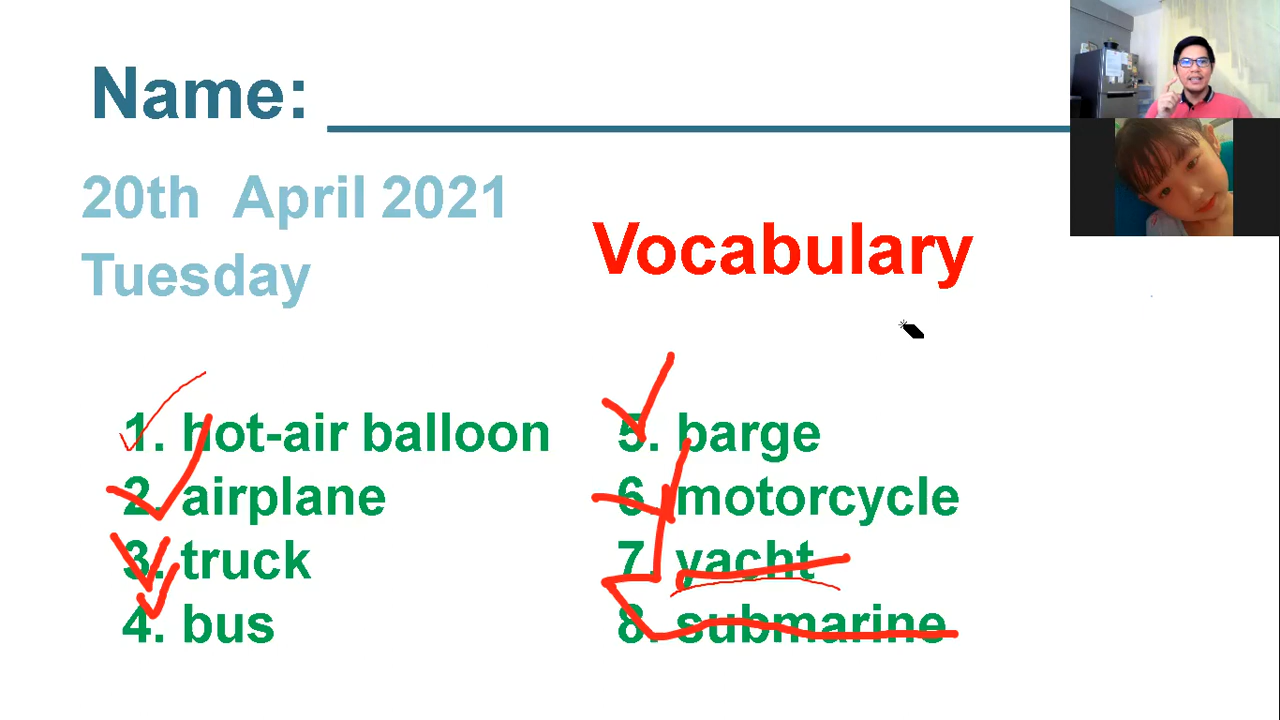 Name:
20th April 2021
Tuesday
Vocabulary
1. hot-air balloon
2. airplane
3. truck
4. bus
5. barge
6. motorcycle
7. yacht
8. submarine